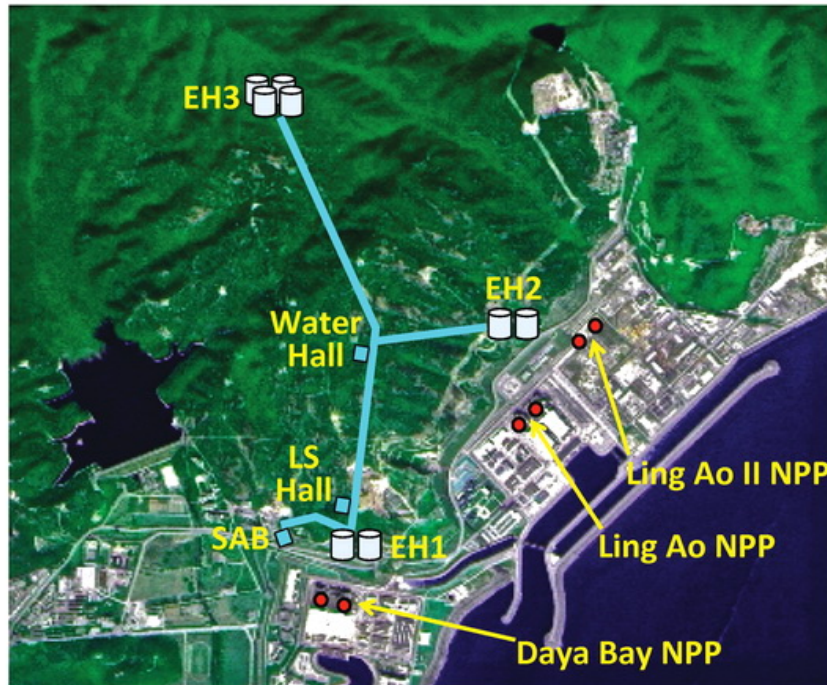 EH3
EH2
Water
Hall
LS
Hall
Ling Ao II NPP
SAB
EH1
Ling Ao NPP
Daya Bay NPP